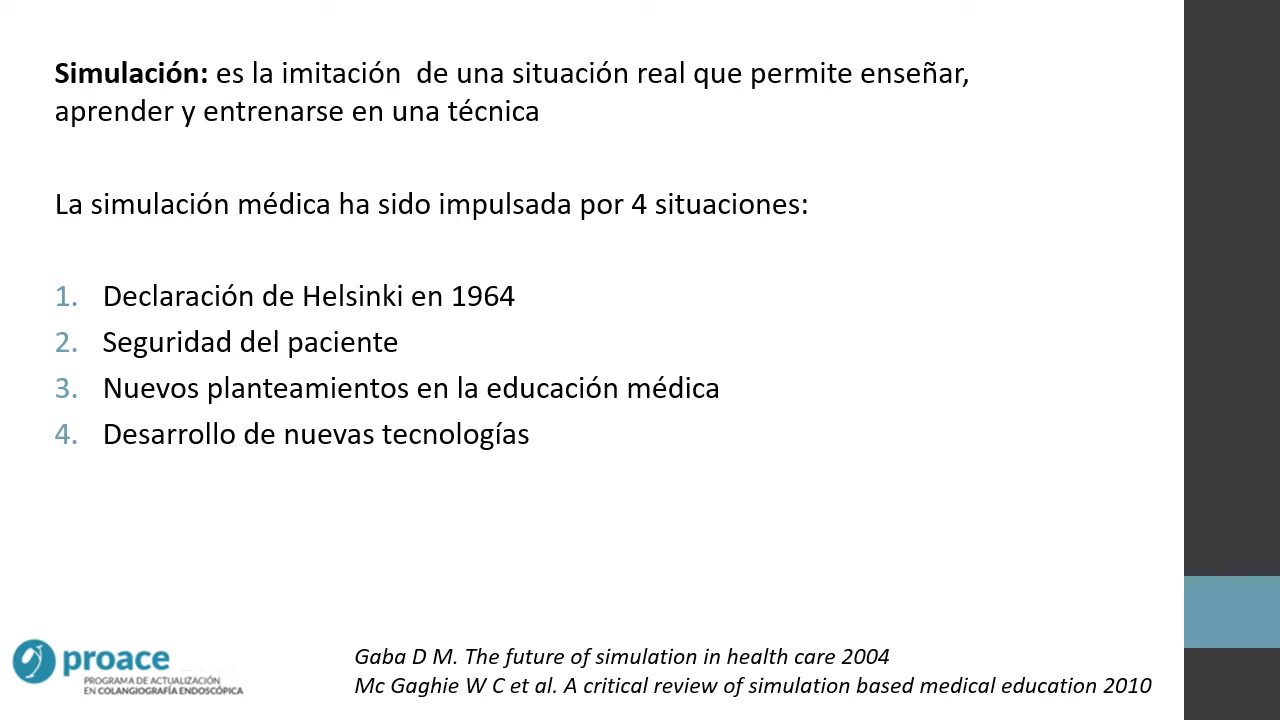 Simulación: es la imitación  de una situación real que permite enseñar,
aprender y entrenarse en una técnica
La simulación médica ha sido impulsada por 4 situaciones:
1. Declaración de Helsinki en 1964
2. Seguridad del paciente
3. Nuevos planteamientos en la educación médica
4. Desarrollo de nuevas tecnologías
proace
PROGRAMA DE ACTUALIZACIÓN
EN COLANGIOGRAFÍA ENDOSCÓPICA
Gaba D M. The future of simulation in health care 2004
Mc Gaghie W C et al. A critical review of simulation based medical education 2010